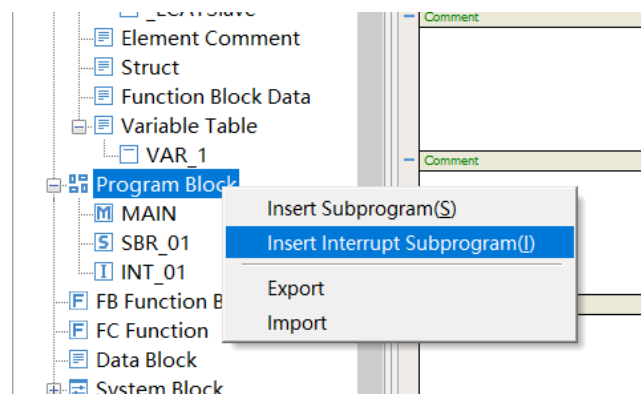 _ECATSlave
Comment
Element Comment
Struct
Function Block Data
Variable Table
VAR_1
Comment
Program Block
MAIN
Insert Subprogram(S)
SBR_01
Insert Interrupt Subprogram(I)
INT_01
Export
FB Function B
FC Function
Import
Data Block
System Block